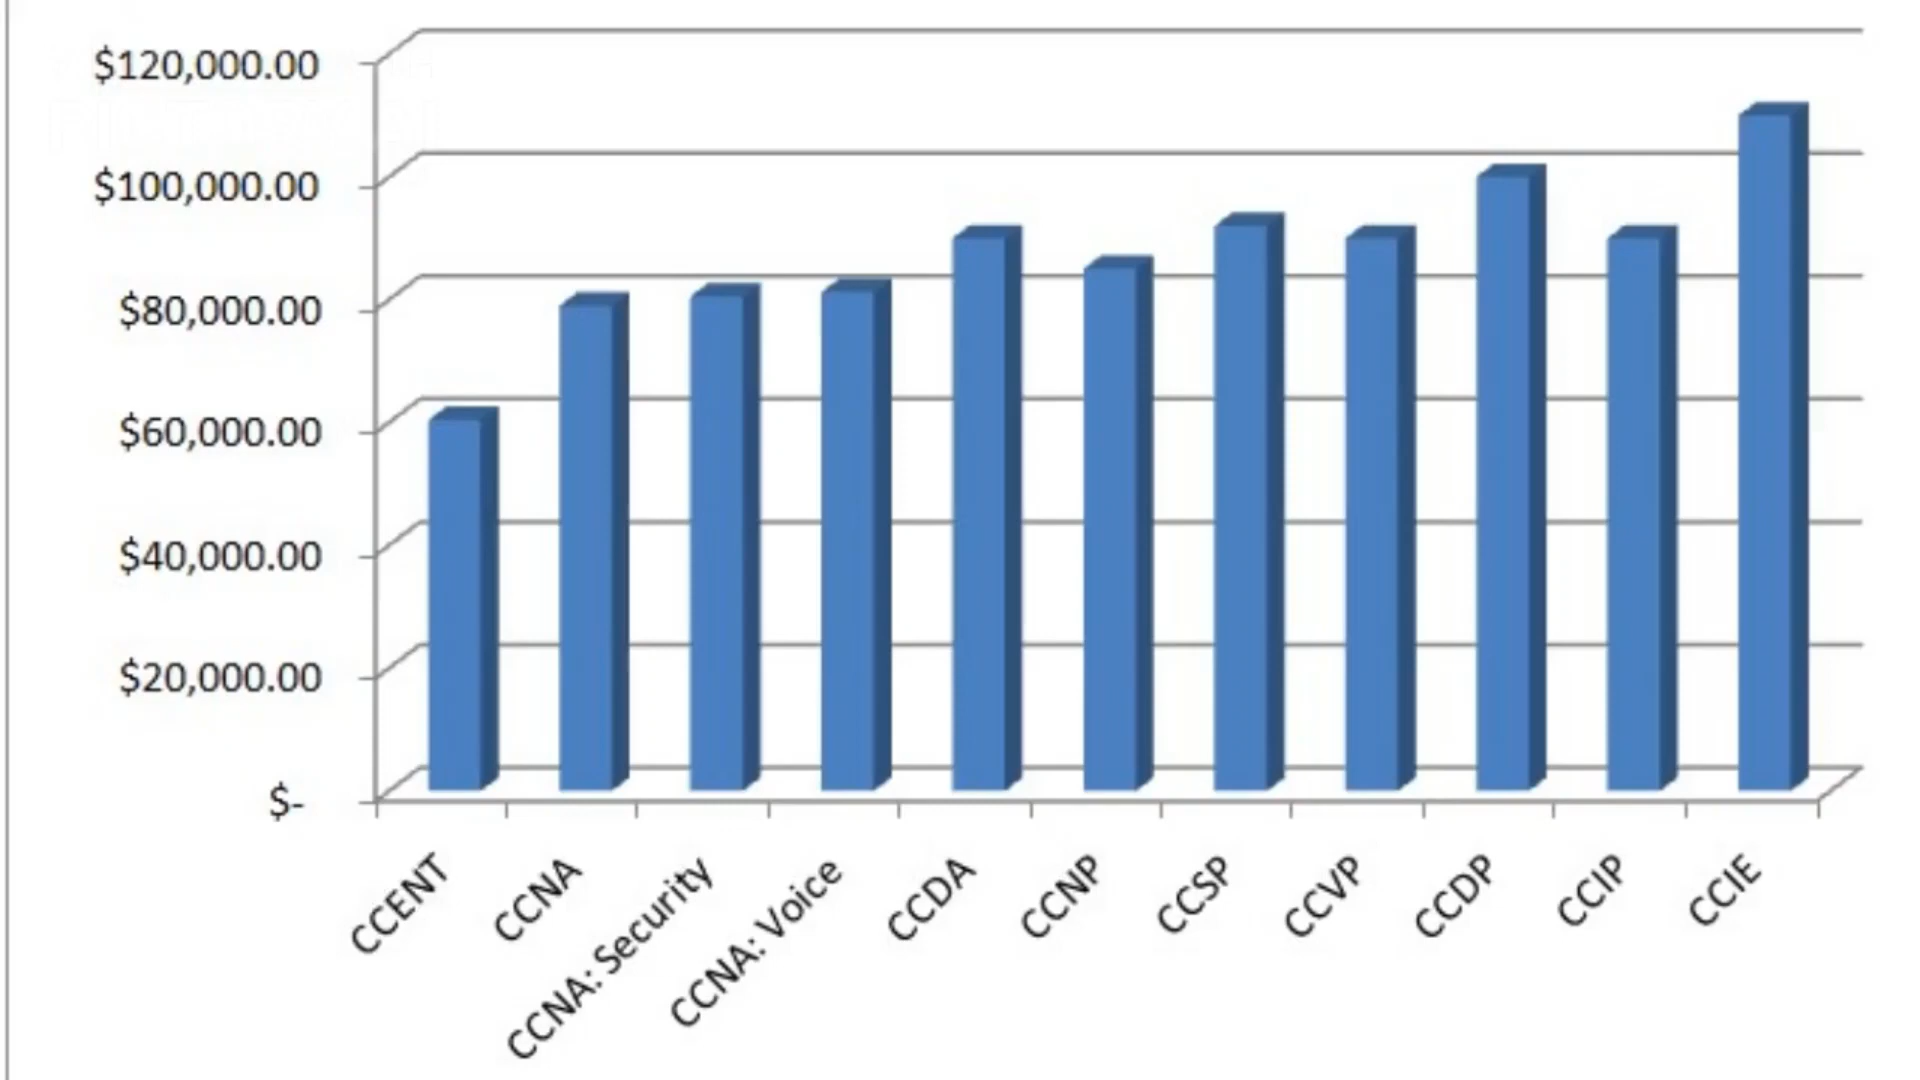 $120,000.00
$100,000.00
$80,000.00
$60,000.00
$40,000.00
$20,000.00
$-
CCENT
CCNA
CCNA: Security
CCNA: Voice
CCDA
CCNP
CCSP
CCVP
CCDP
CCIP
CCIE